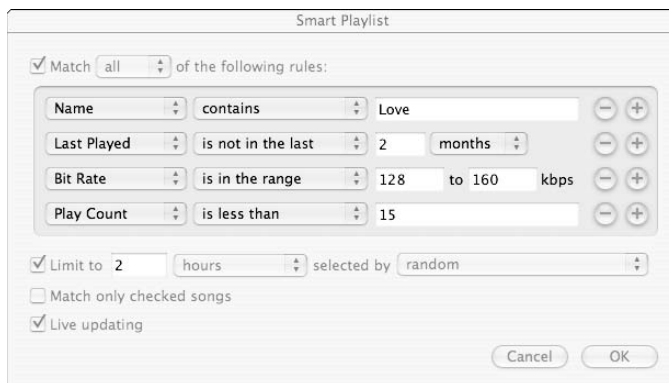 Smart Playlist
Match all of the following rules:
Name contains Love
Last Played is not in the last 2 months
Bit Rate is in the range 128 to 160 kbps
Play Count is less than 15
Limit to 2 hours selected by random
Match only checked songs
Live updating
Cancel OK